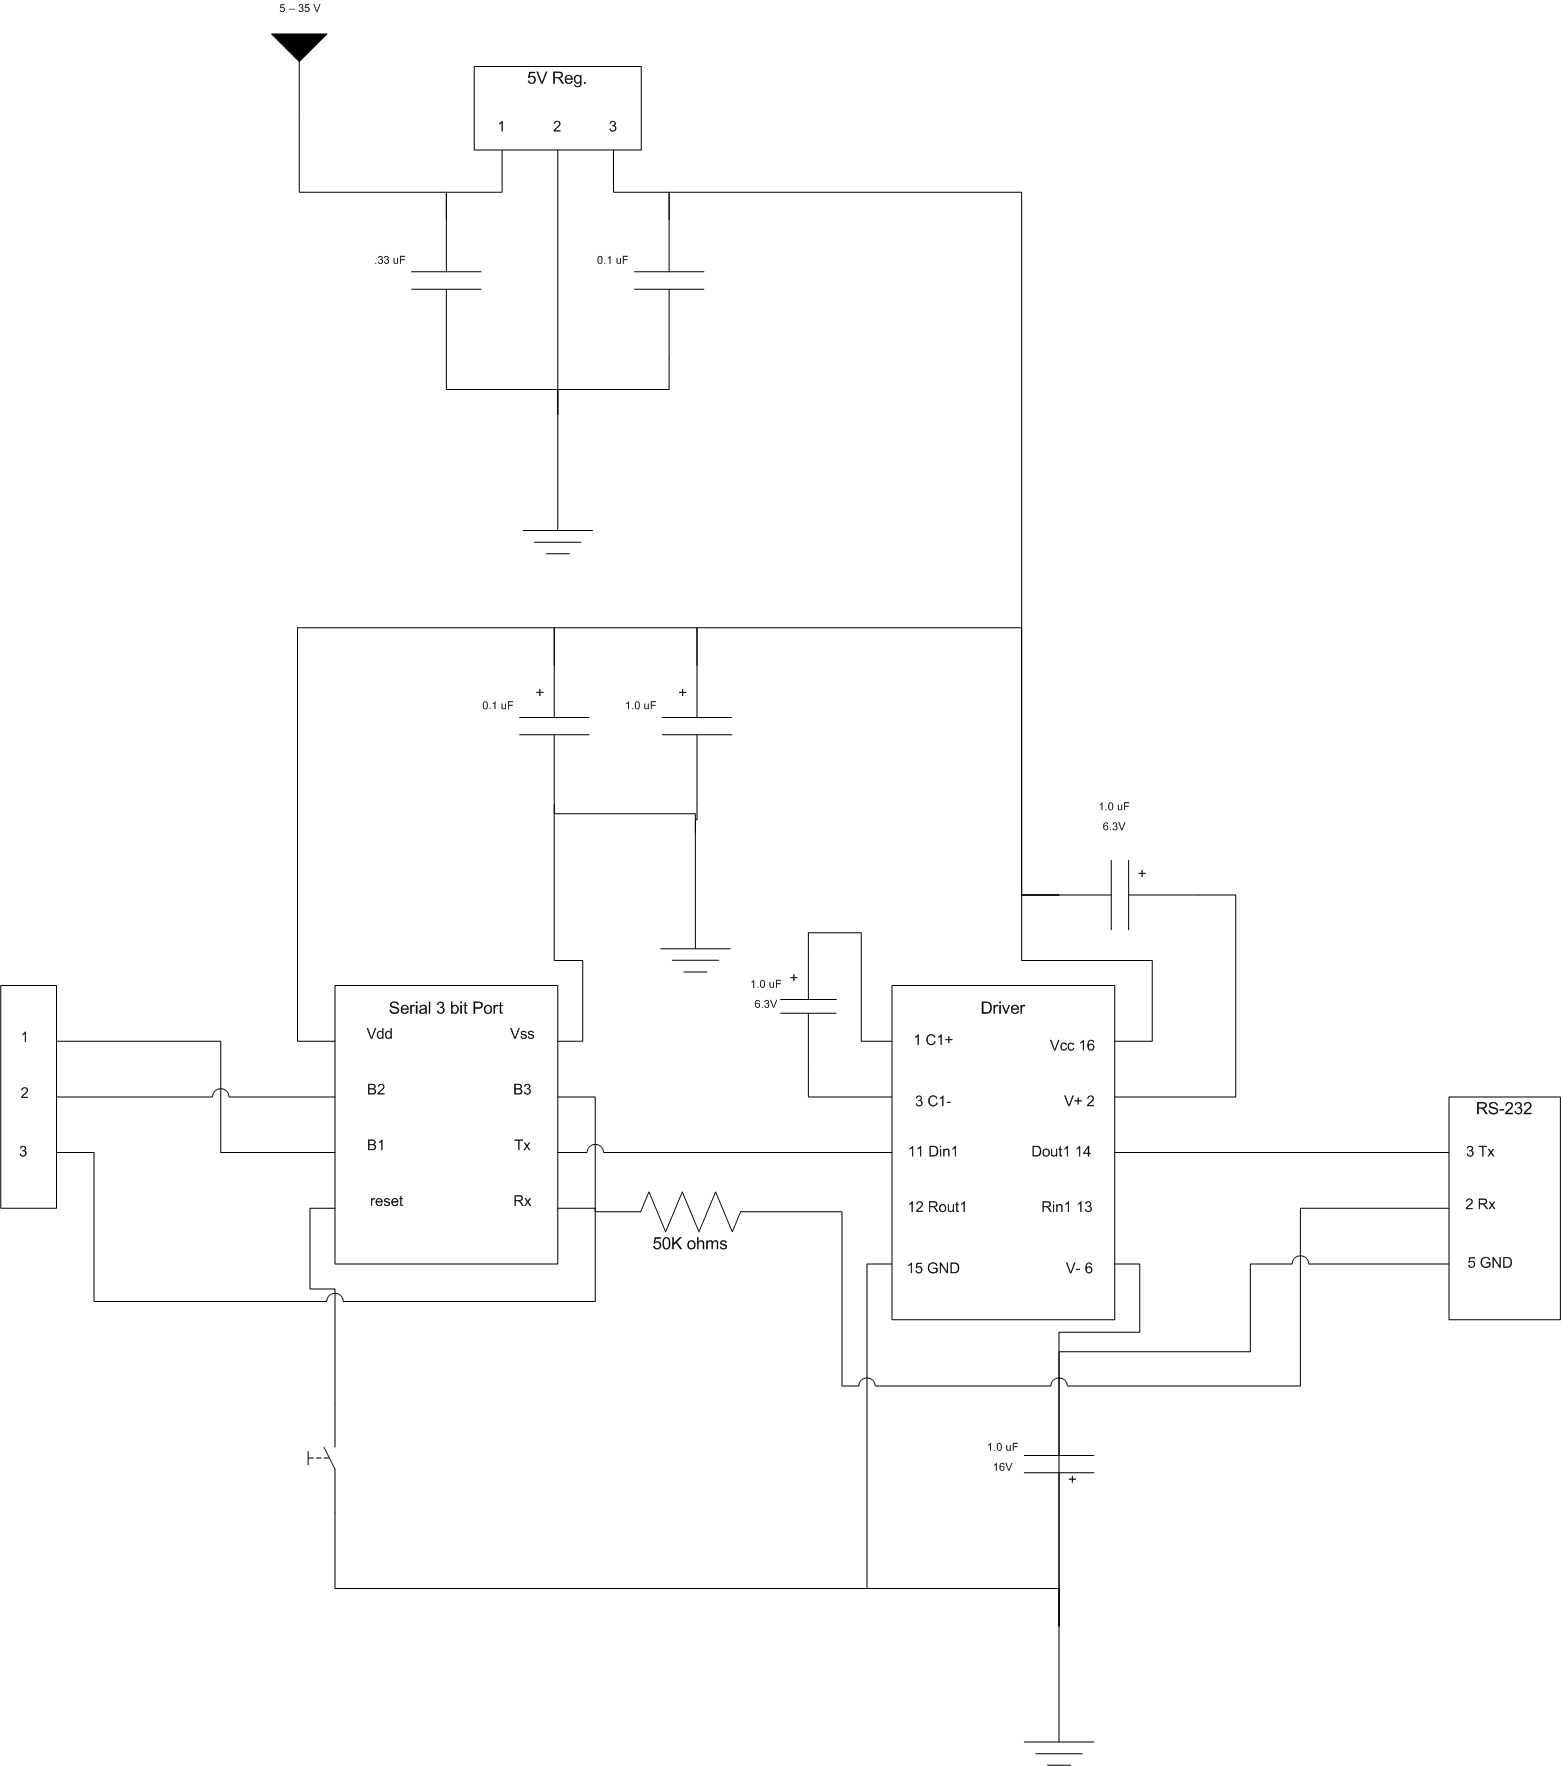 5 – 35 V
5V Reg.
1 2 3
.33 uF
0.1 uF
+
0.1 uF
+
1.0 uF
1.0 uF
6.3V
+
1.0 uF
6.3V
+
1
2
3
Serial 3 bit Port
Vdd
Vss
B2
B3
B1
Tx
reset
Rx
50K ohms
Driver
1 C1+
Vcc 16
3 C1-
V+ 2
11 Din1
Dout1 14
12 Rout1
Rin1 13
15 GND
V- 6
RS-232
3 Tx
2 Rx
5 GND
1.0 uF
16V
+